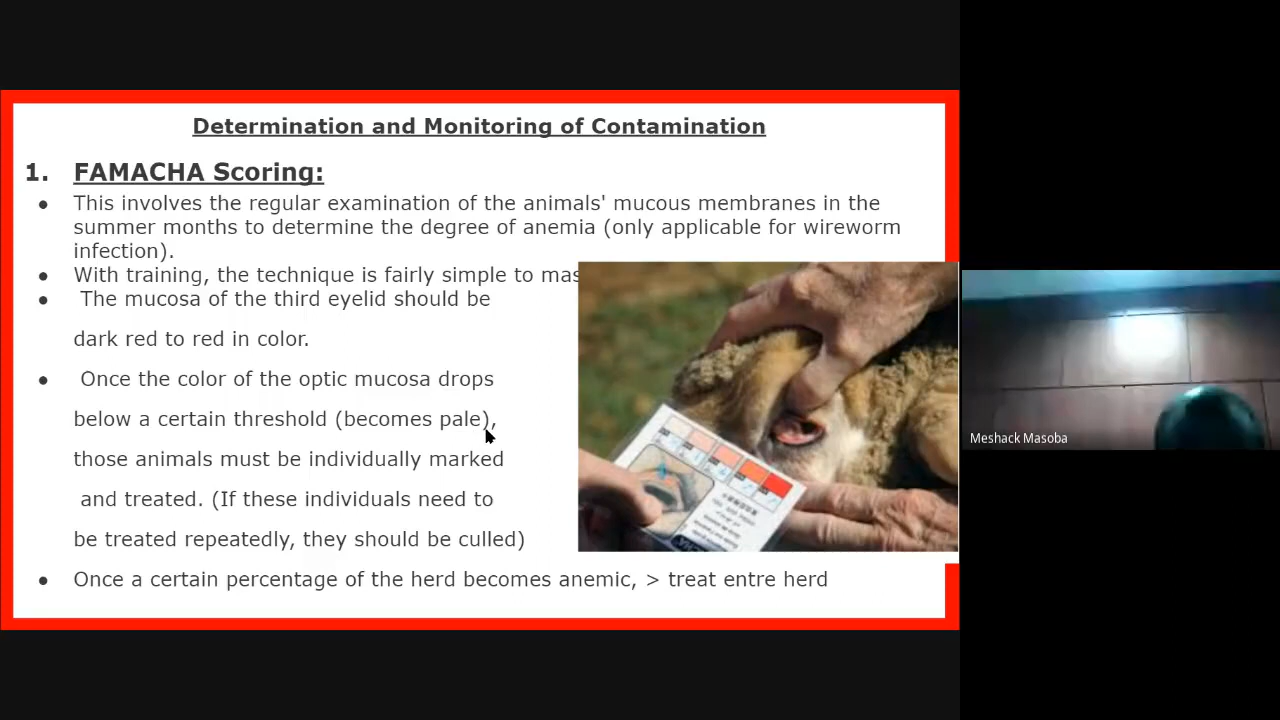 Determination and Monitoring of Contamination
1. FAMACHA Scoring:
● This involves the regular examination of the animals' mucous membranes in the
summer months to determine the degree of anemia (only applicable for wireworm
infection).
● With training, the technique is fairly simple to mas
● The mucosa of the third eyelid should be
dark red to red in color.
● Once the color of the optic mucosa drops
below a certain threshold (becomes pale),
those animals must be individually marked
and treated. (If these individuals need to
be treated repeatedly, they should be culled)
● Once a certain percentage of the herd becomes anemic, > treat entre herd
Meshack Masoba